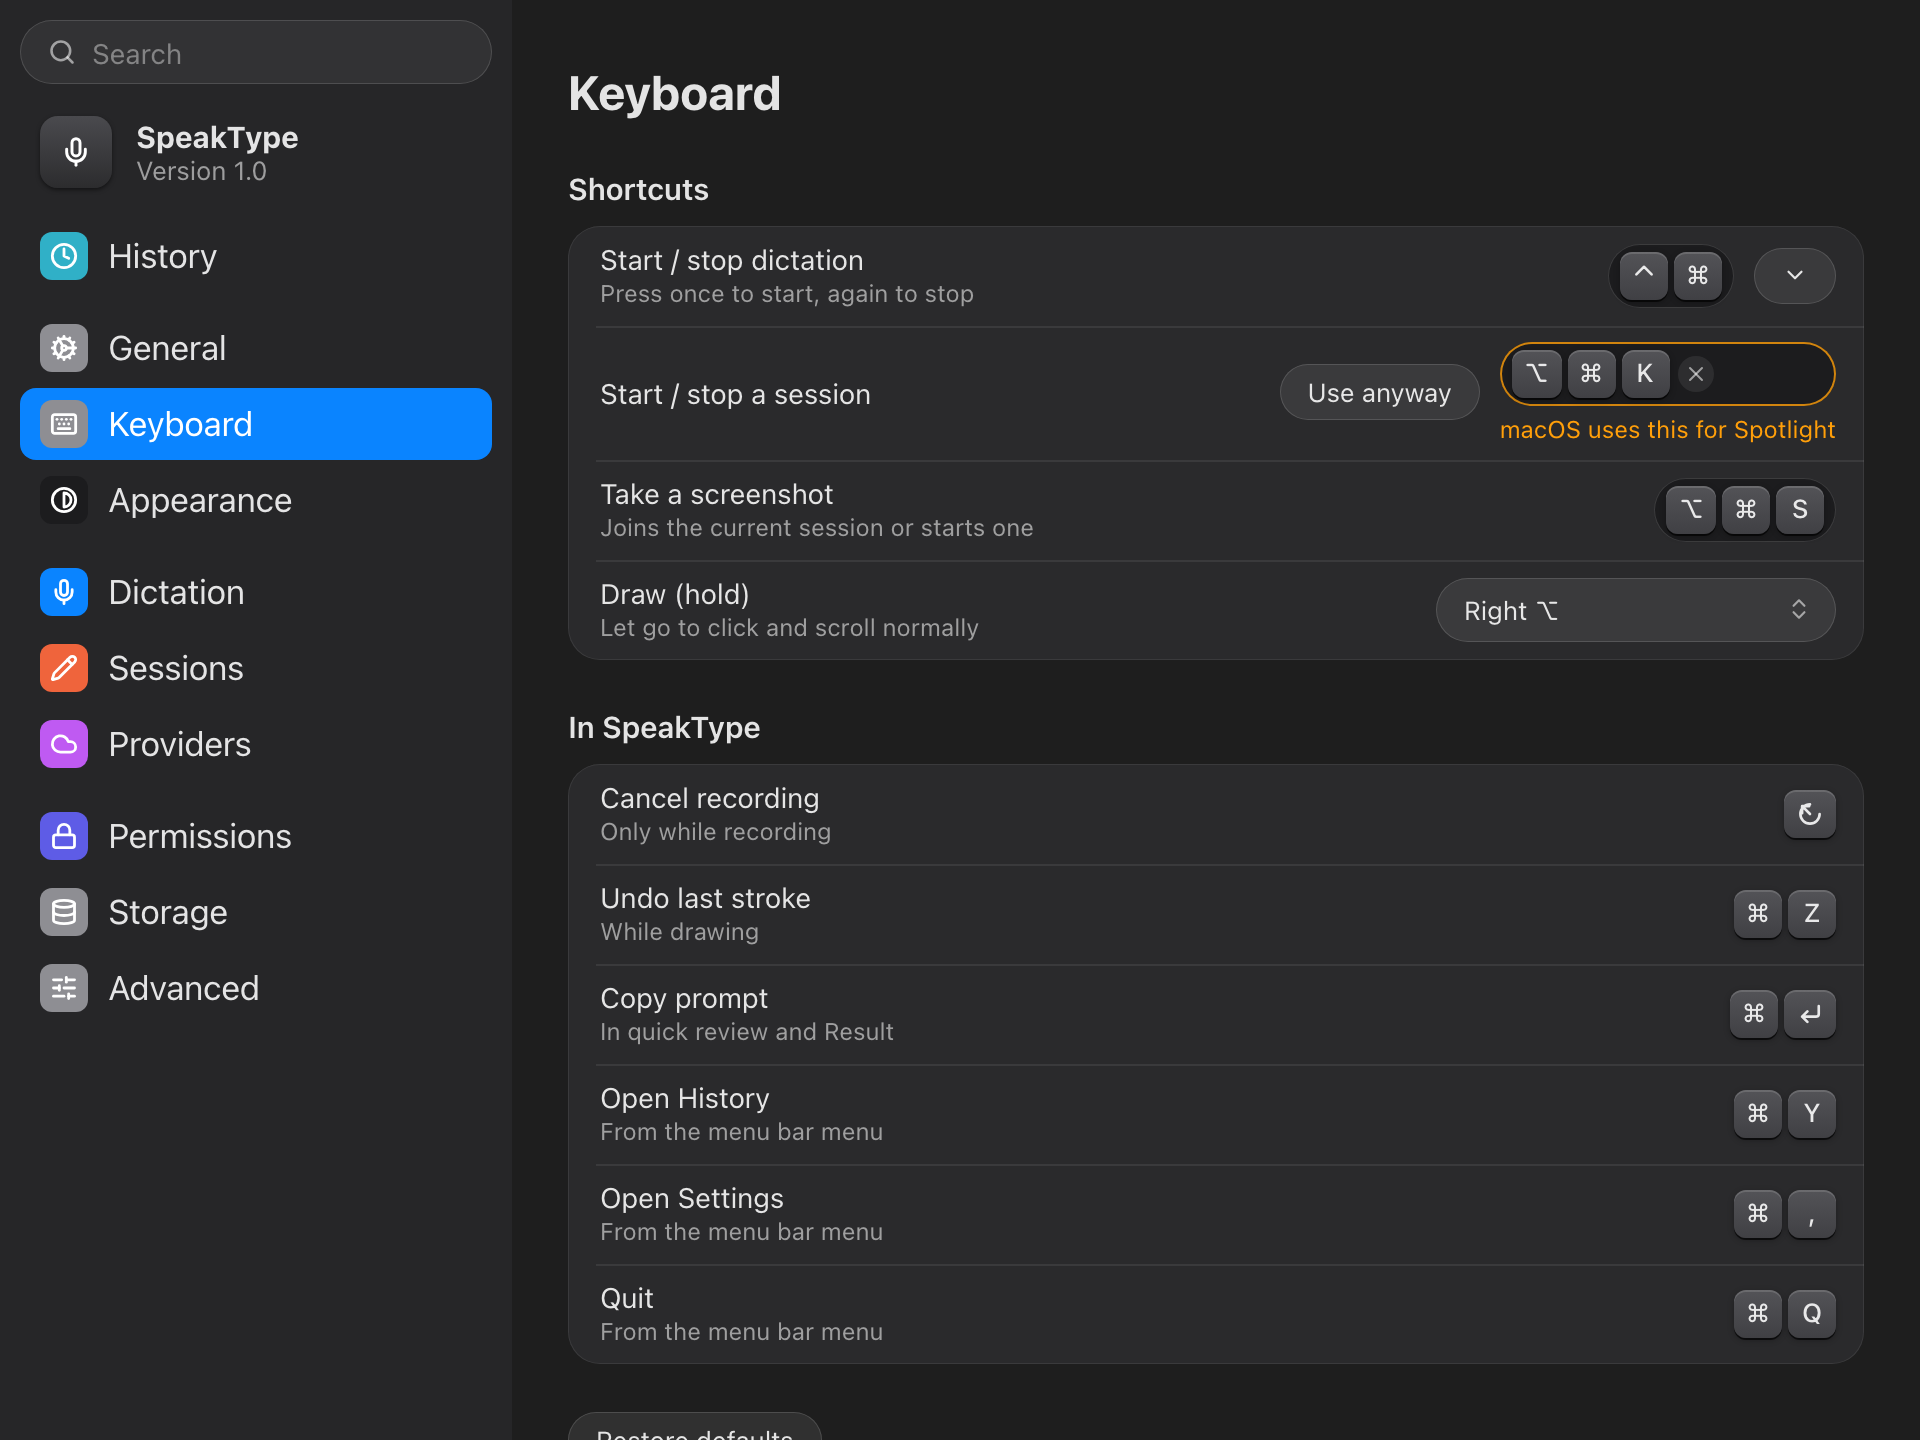 Search
SpeakType
Version 1.0
History
General
Keyboard
Appearance
Dictation
Sessions
Providers
Permissions
Storage
Advanced
Keyboard
Shortcuts
Start / stop dictation
Press once to start, again to stop
⌃ ⌘
Start / stop a session
Use anyway
⌥ ⌘ K
macOS uses this for Spotlight
Take a screenshot
Joins the current session or starts one
⌥ ⌘ S
Draw (hold)
Let go to click and scroll normally
Right ⌥
In SpeakType
Cancel recording
Only while recording
⎋
Undo last stroke
While drawing
⌘ Z
Copy prompt
In quick review and Result
⌘ ↵
Open History
From the menu bar menu
⌘ Y
Open Settings
From the menu bar menu
⌘ ,
Quit
From the menu bar menu
⌘ Q
Restore defaults